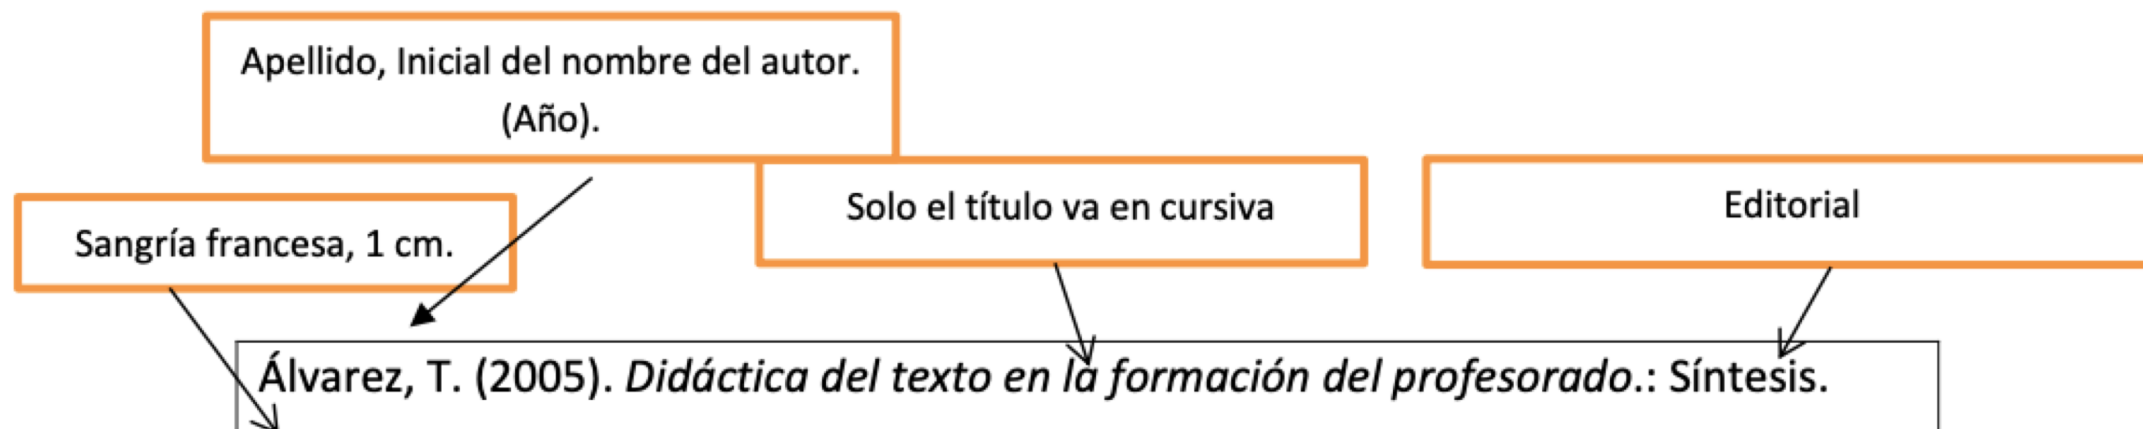 Apellido, Inicial del nombre del autor.
(Año).
Solo el título va en cursiva
Editorial
Sangría francesa, 1 cm.
Álvarez, T. (2005). Didáctica del texto en la formación del profesorado.: Síntesis.